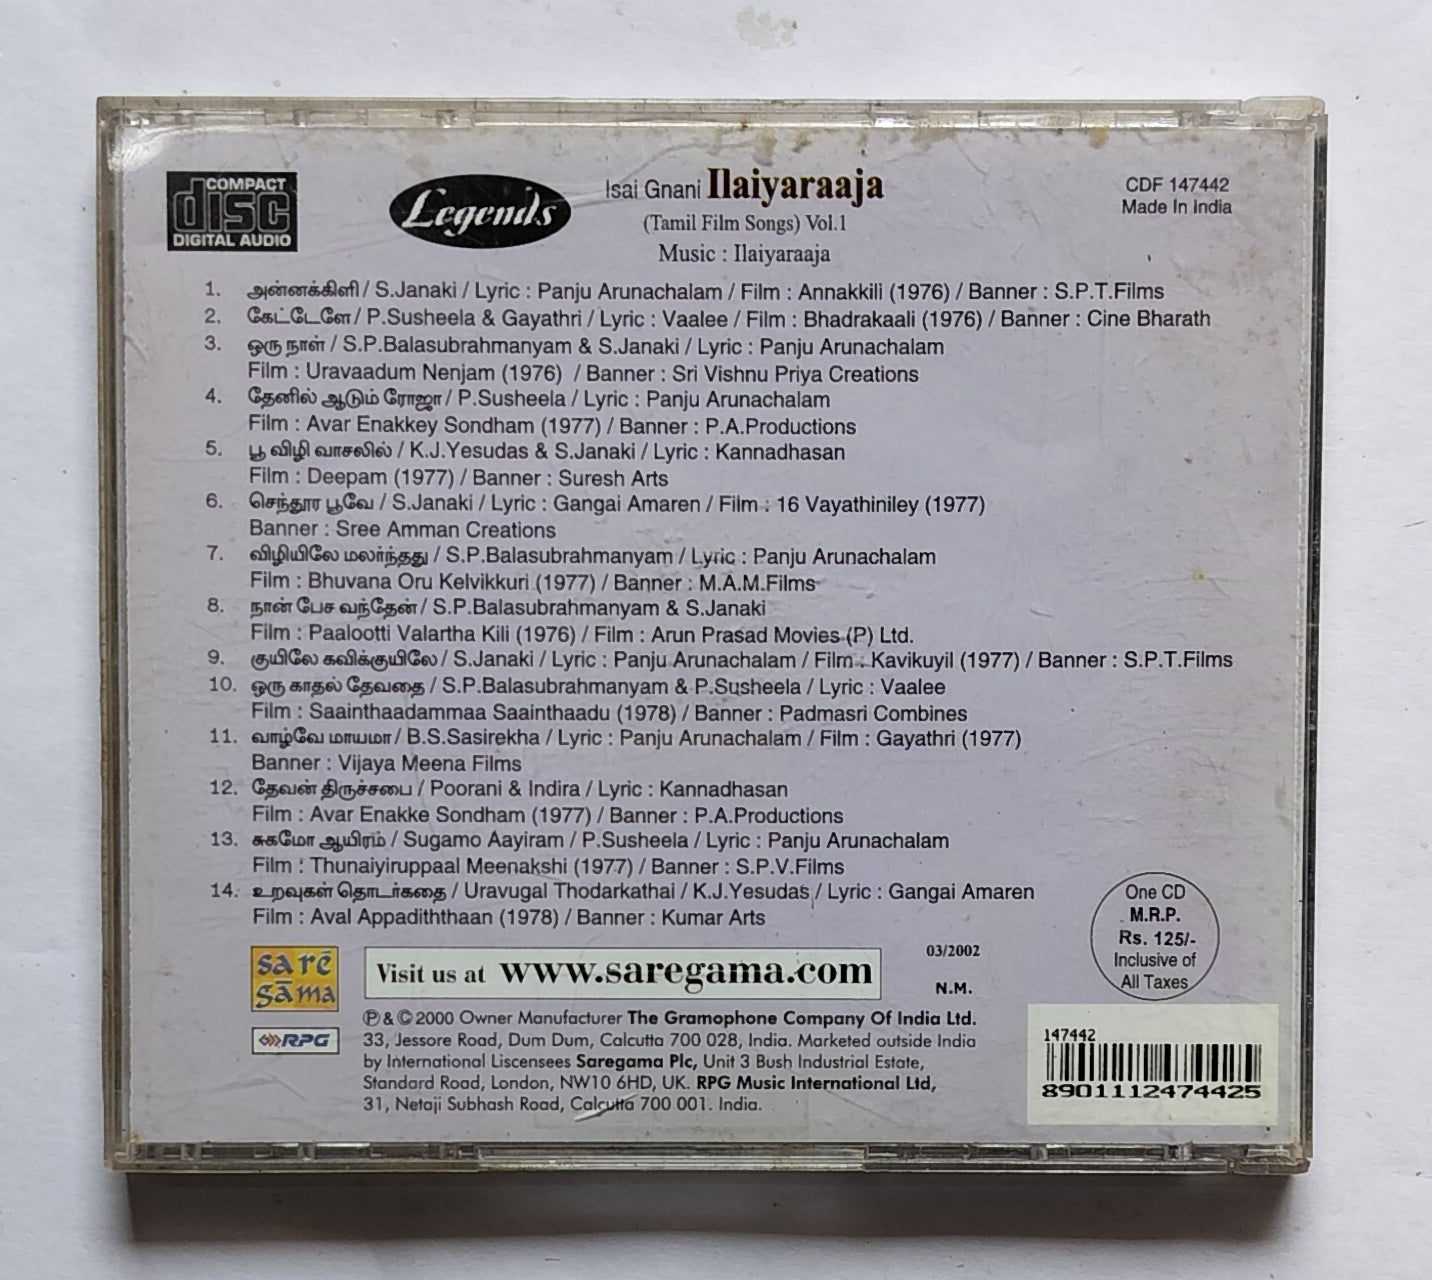 COMPACT
disc
DIGITAL AUDIO
Legends
Isai Gnani Ilaiyaraaja
(Tamil Film Songs) Vol.1
Music : Ilaiyaraaja
CDF 147442
Made In India
1. அன்னக்கிளி / S.Janaki / Lyric : Panju Arunachalam / Film : Annakkili (1976) / Banner : S.P.T.Films
2. கேட்டேளே / P.Susheela & Gayathri / Lyric : Vaalee / Film : Bhadrakaali (1976) / Banner : Cine Bharath
3. ஒரு நாள் / S.P.Balasubrahmanyam & S.Janaki / Lyric : Panju Arunachalam
Film : Uravaadum Nenjam (1976) / Banner : Sri Vishnu Priya Creations
4. தேனில் ஆடும் ரோஜா / P.Susheela / Lyric : Panju Arunachalam
Film : Avar Enakkey Sondham (1977) / Banner : P.A.Productions
5. பூ விழி வாசலில் / K.J.Yesudas & S.Janaki / Lyric : Kannadhasan
Film : Deepam (1977) / Banner : Suresh Arts
6. செந்தூர பூவே / S.Janaki / Lyric : Gangai Amaren / Film : 16 Vayathiniley (1977)
Banner : Sree Amman Creations
7. விழியிலே மலர்ந்தது / S.P.Balasubrahmanyam / Lyric : Panju Arunachalam
Film : Bhuvana Oru Kelvikkuri (1977) / Banner : M.A.M.Films
8. நான் பேச வந்தேன் / S.P.Balasubrahmanyam & S.Janaki
Film : Paalootti Valartha Kili (1976) / Film : Arun Prasad Movies (P) Ltd.
9. குயிலே கவிக்குயிலே / S.Janaki / Lyric : Panju Arunachalam / Film : Kavikuyil (1977) / Banner : S.P.T.Films
10. ஒரு காதல் தேவதை / S.P.Balasubrahmanyam & P.Susheela / Lyric : Vaalee
Film : Saainthaadammaa Saainthaadu (1978) / Banner : Padmasri Combines
11. வாழ்வே மாயமா / B.S.Sasirekha / Lyric : Panju Arunachalam / Film : Gayathri (1977)
Banner : Vijaya Meena Films
12. தேவன் திருச்சபை / Poorani & Indira / Lyric : Kannadhasan
Film : Avar Enakke Sondham (1977) / Banner : P.A.Productions
13. சுகமோ ஆயிரம் / Sugamo Aayiram / P.Susheela / Lyric : Panju Arunachalam
Film : Thunaiyiruppaal Meenakshi (1977) / Banner : S.P.V.Films
14. உறவுகள் தொடர்கதை / Uravugal Thodarkathai / K.J.Yesudas / Lyric : Gangai Amaren
Film : Aval Appadiththaan (1978) / Banner : Kumar Arts
sa rē
gāma
RPG
Visit us at www.saregama.com
03/2002
N.M.
One CD
M.R.P.
Rs. 125/-
Inclusive of
All Taxes
Ⓟ & © 2000 Owner Manufacturer The Gramophone Company Of India Ltd.
33, Jessore Road, Dum Dum, Calcutta 700 028, India. Marketed outside India
by International Liscensees Saregama Plc, Unit 3 Bush Industrial Estate,
Standard Road, London, NW10 6HD, UK. RPG Music International Ltd,
31, Netaji Subhash Road, Calcutta 700 001. India.
147442
8901112474425